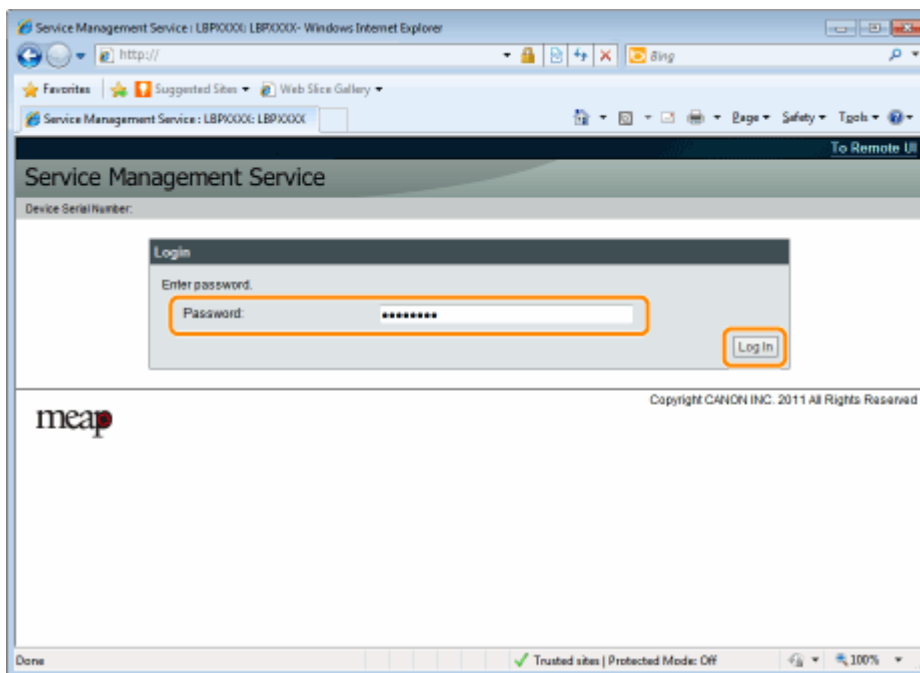 Service Management Service : LBPXXXX: LBPXXXX- Windows Internet Explorer
http://
Bing
Favorites Suggested Sites Web Slice Gallery
Service Management Service : LBPXXXX: LBPXXXX Page Safety Tools
To Remote UI
Service Management Service
Device Serial Number:
Login
Enter password.
Password: ••••••••
Log In
Copyright CANON INC. 2011 All Rights Reserved
meap
Done Trusted sites | Protected Mode: Off 100%